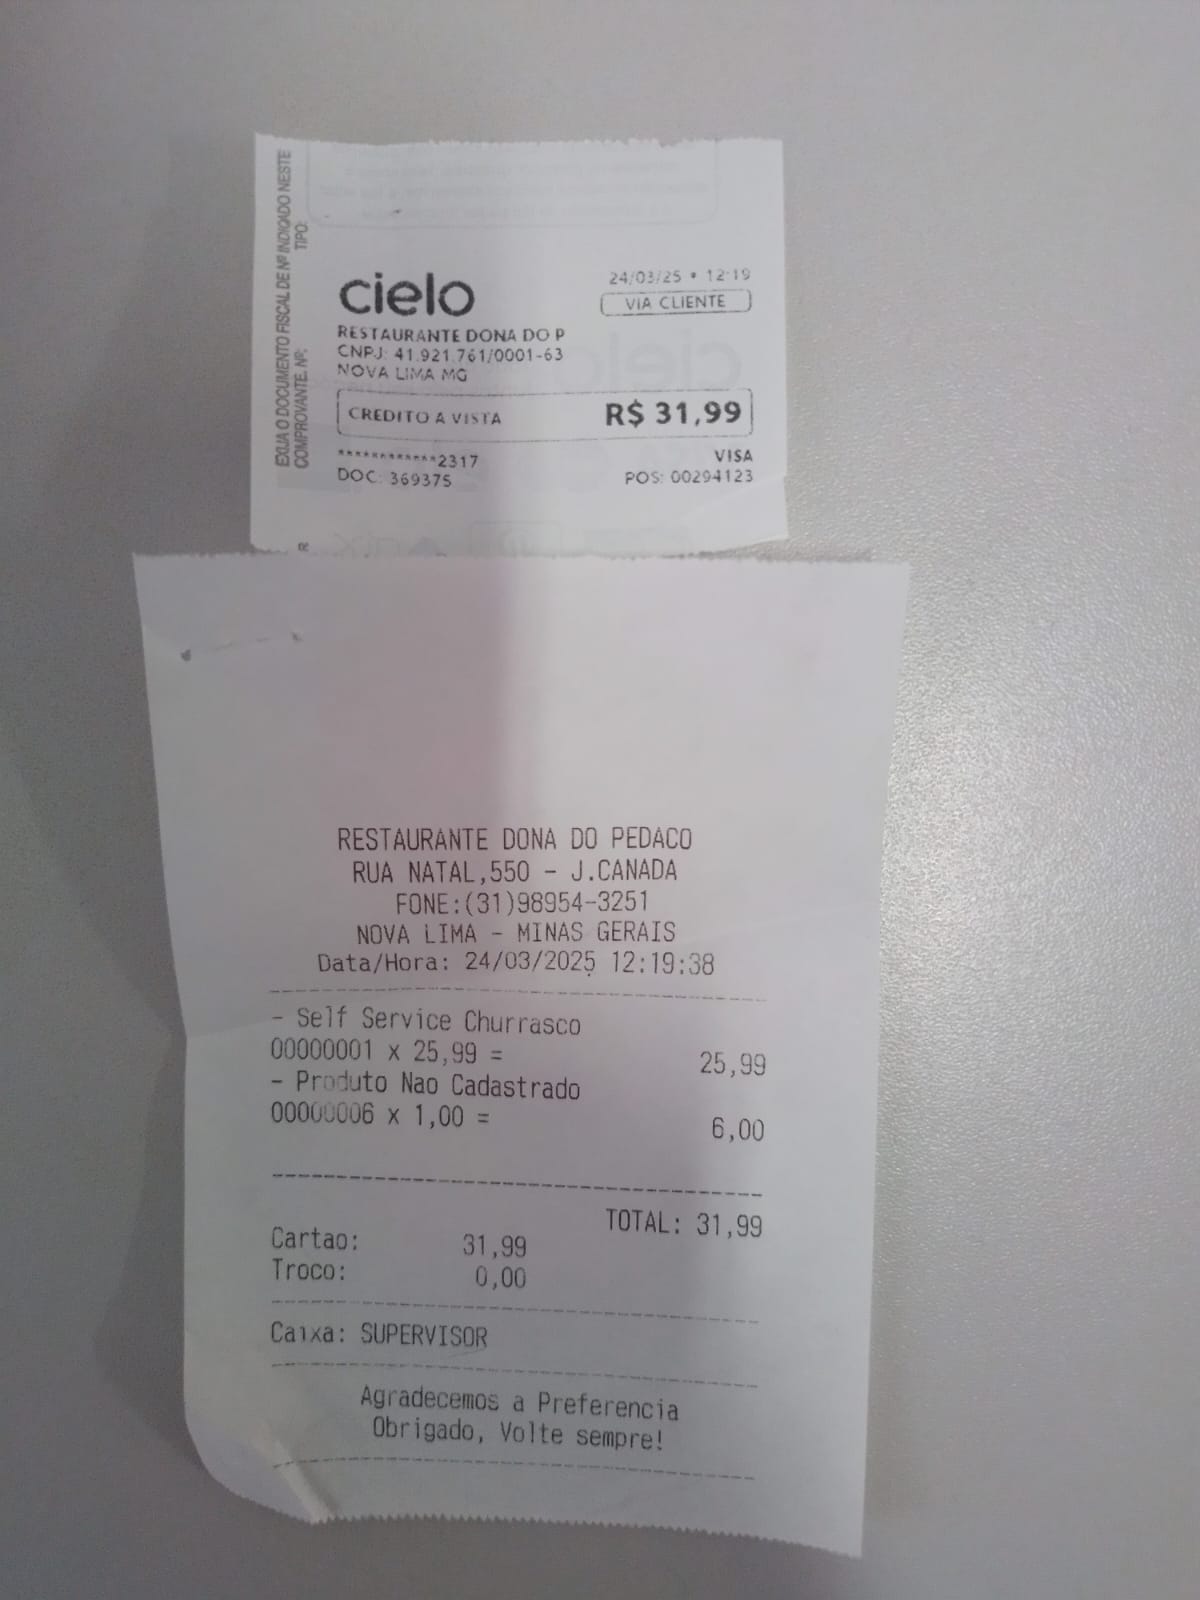 EXIJA O DOCUMENTO FISCAL DE Nº INDICADO NESTE
COMPROVANTE. Nº: TIPO:
cielo
24/03/25 • 12:19
VIA CLIENTE
RESTAURANTE DONA DO P
CNPJ: 41.921.761/0001-63
NOVA LIMA MG
CREDITO A VISTA R$ 31,99
************2317 VISA
DOC: 369375 POS: 00294123
RESTAURANTE DONA DO PEDACO
RUA NATAL,550 - J.CANADA
FONE:(31)98954-3251
NOVA LIMA - MINAS GERAIS
Data/Hora: 24/03/2025 12:19:38
- Self Service Churrasco
00000001 x 25,99 = 25,99
- Produto Nao Cadastrado
00000006 x 1,00 = 6,00
TOTAL: 31,99
Cartao: 31,99
Troco: 0,00
Caixa: SUPERVISOR
Agradecemos a Preferencia
Obrigado, Volte sempre!